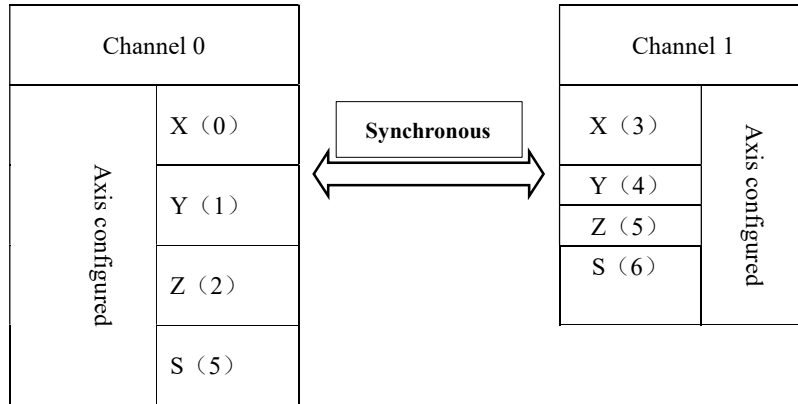 Channel 0
Axis configured
X（0）
Y（1）
Z（2）
S（5）
Synchronous
Channel 1
X（3）
Y（4）
Z（5）
S（6）
Axis configured